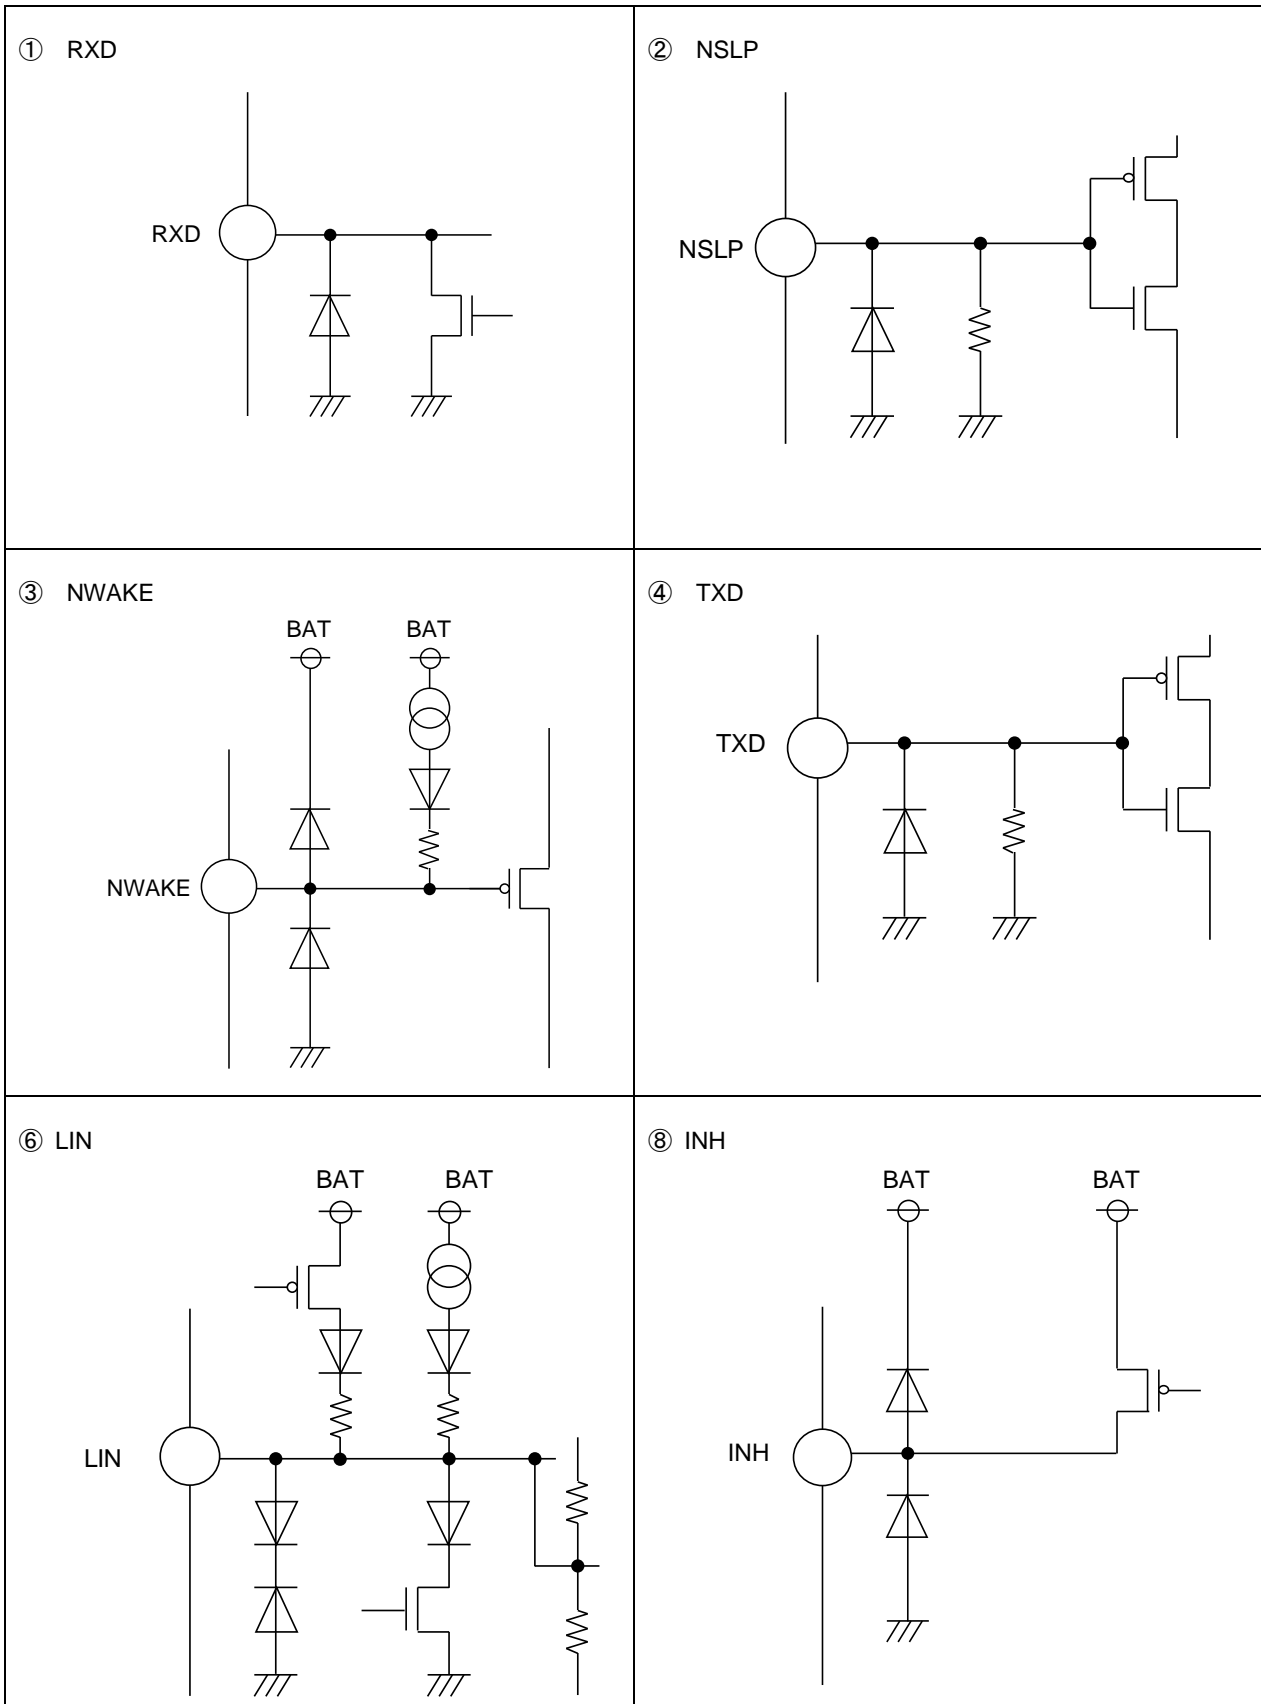 ① RXD
RXD
② NSLP
NSLP
③ NWAKE
BAT BAT
NWAKE
④ TXD
TXD
⑥ LIN
BAT BAT
LIN
⑧ INH
BAT BAT
INH